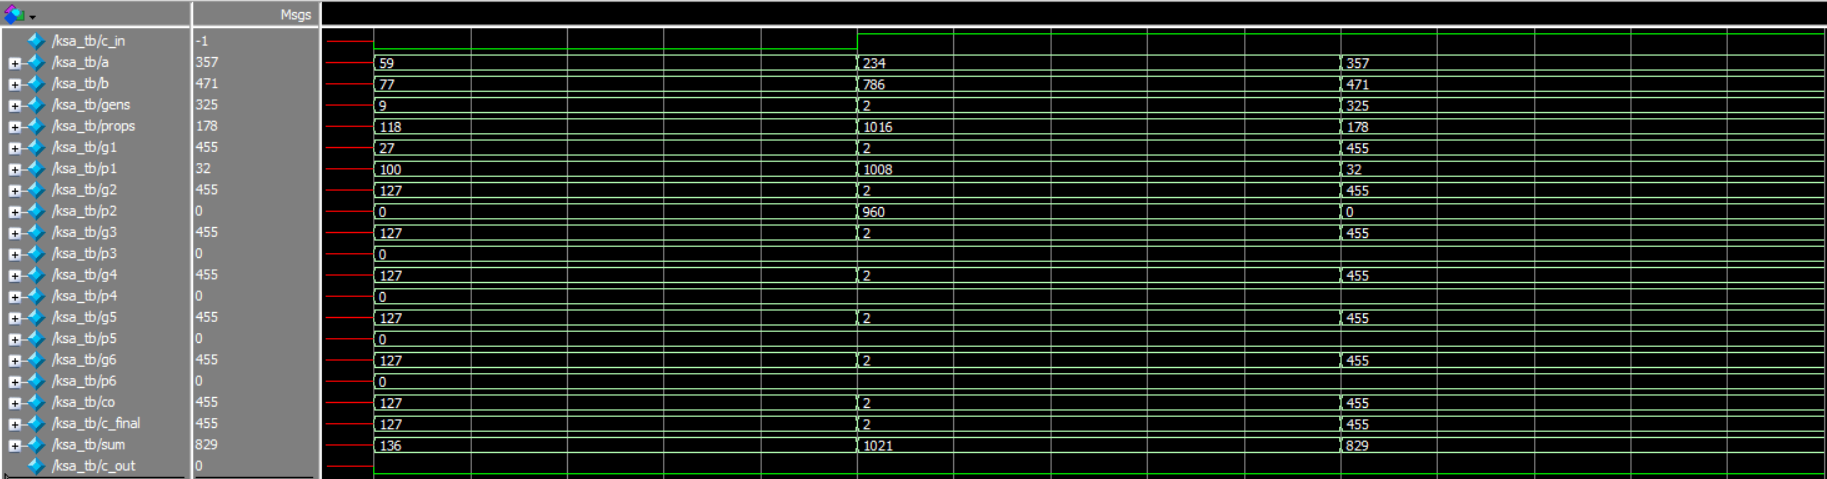 Msgs
/ksa_tb/c_in -1
/ksa_tb/a 357 59 234 357
/ksa_tb/b 471 77 786 471
/ksa_tb/gens 325 9 2 325
/ksa_tb/props 178 118 1016 178
/ksa_tb/g1 455 27 2 455
/ksa_tb/p1 32 100 1008 32
/ksa_tb/g2 455 127 2 455
/ksa_tb/p2 0 0 960 0
/ksa_tb/g3 455 127 2 455
/ksa_tb/p3 0 0
/ksa_tb/g4 455 127 2 455
/ksa_tb/p4 0 0
/ksa_tb/g5 455 127 2 455
/ksa_tb/p5 0 0
/ksa_tb/g6 455 127 2 455
/ksa_tb/p6 0 0
/ksa_tb/co 455 127 2 455
/ksa_tb/c_final 455 127 2 455
/ksa_tb/sum 829 136 1021 829
/ksa_tb/c_out 0